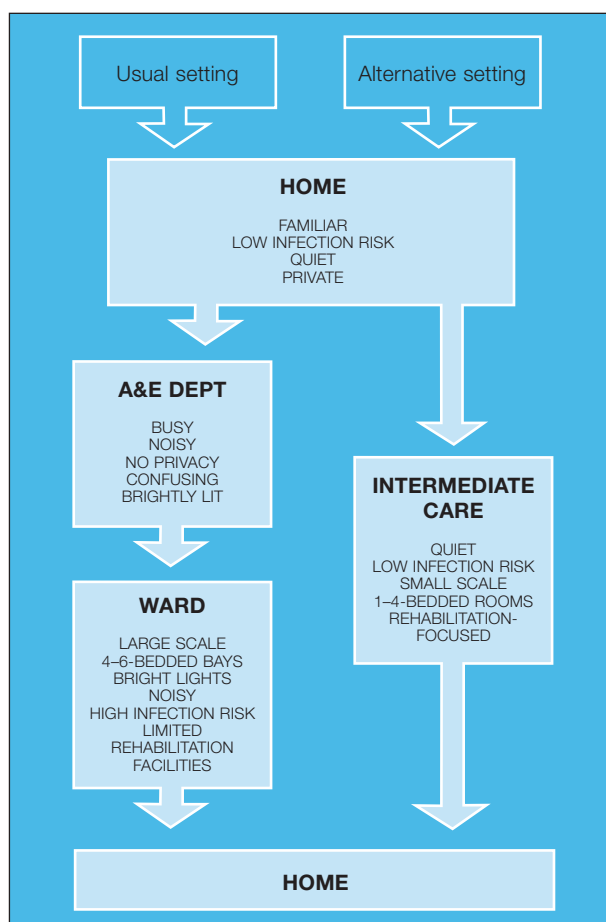 Usual setting
Alternative setting
HOME
FAMILIAR
LOW INFECTION RISK
QUIET
PRIVATE
A&E DEPT
BUSY
NOISY
NO PRIVACY
CONFUSING
BRIGHTLY LIT
WARD
LARGE SCALE
4–6-BEDDED BAYS
BRIGHT LIGHTS
NOISY
HIGH INFECTION RISK
LIMITED
REHABILITATION
FACILITIES
INTERMEDIATE
CARE
QUIET
LOW INFECTION RISK
SMALL SCALE
1–4-BEDDED ROOMS
REHABILITATION-
FOCUSED
HOME